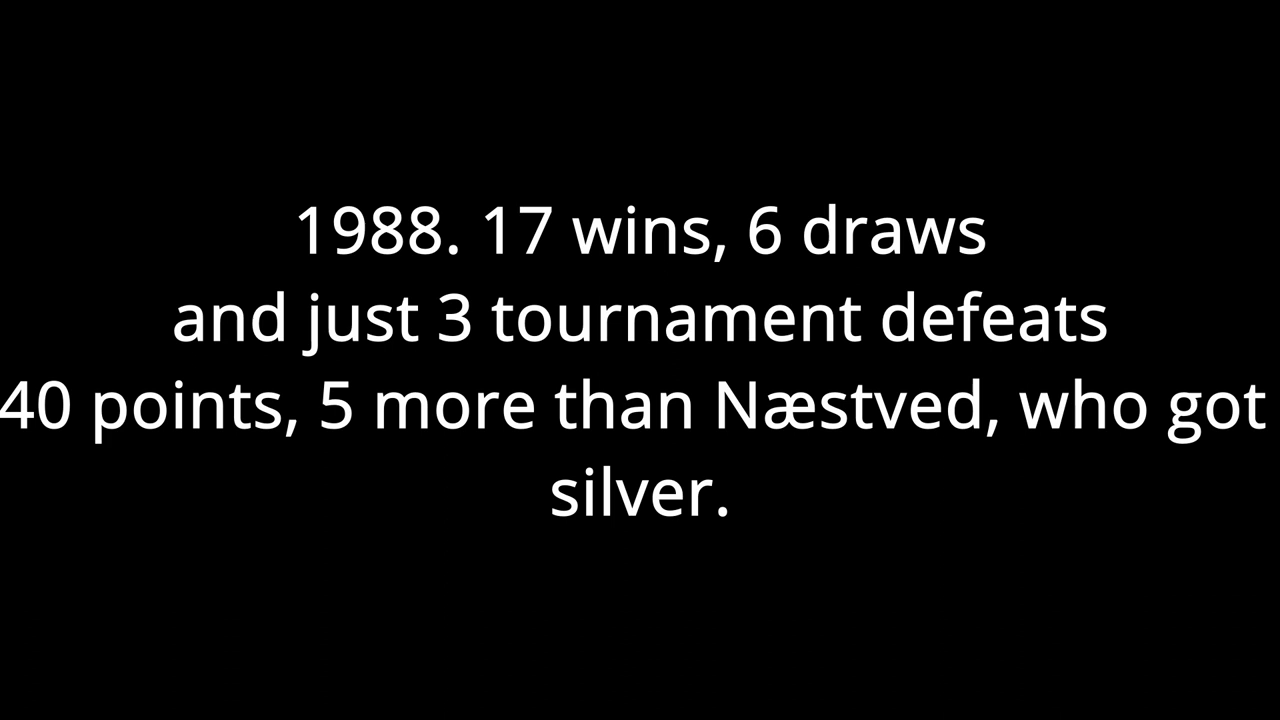 1988. 17 wins, 6 draws
and just 3 tournament defeats
40 points, 5 more than Næstved, who got
silver.